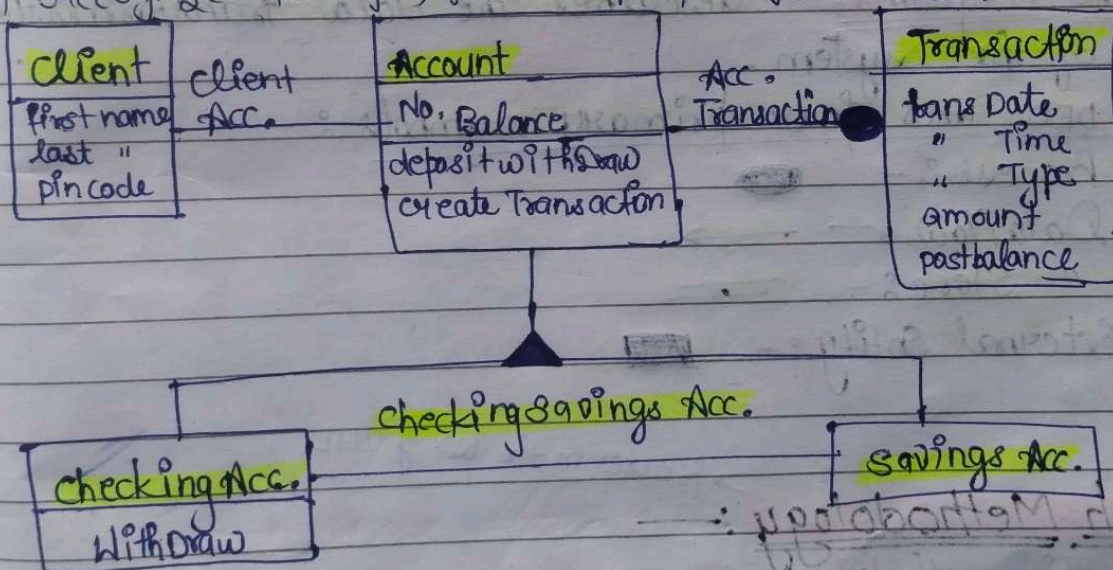 Client
first name
last "
pincode
client
Acc.
Account
No. Balance
deposit withDraw
create Transacton
Acc.
Transaction
Transaction
trans Date
" Time
" Type
amount
postbalance
checking savings Acc.
checking Acc.
WithDraw
savings Acc.